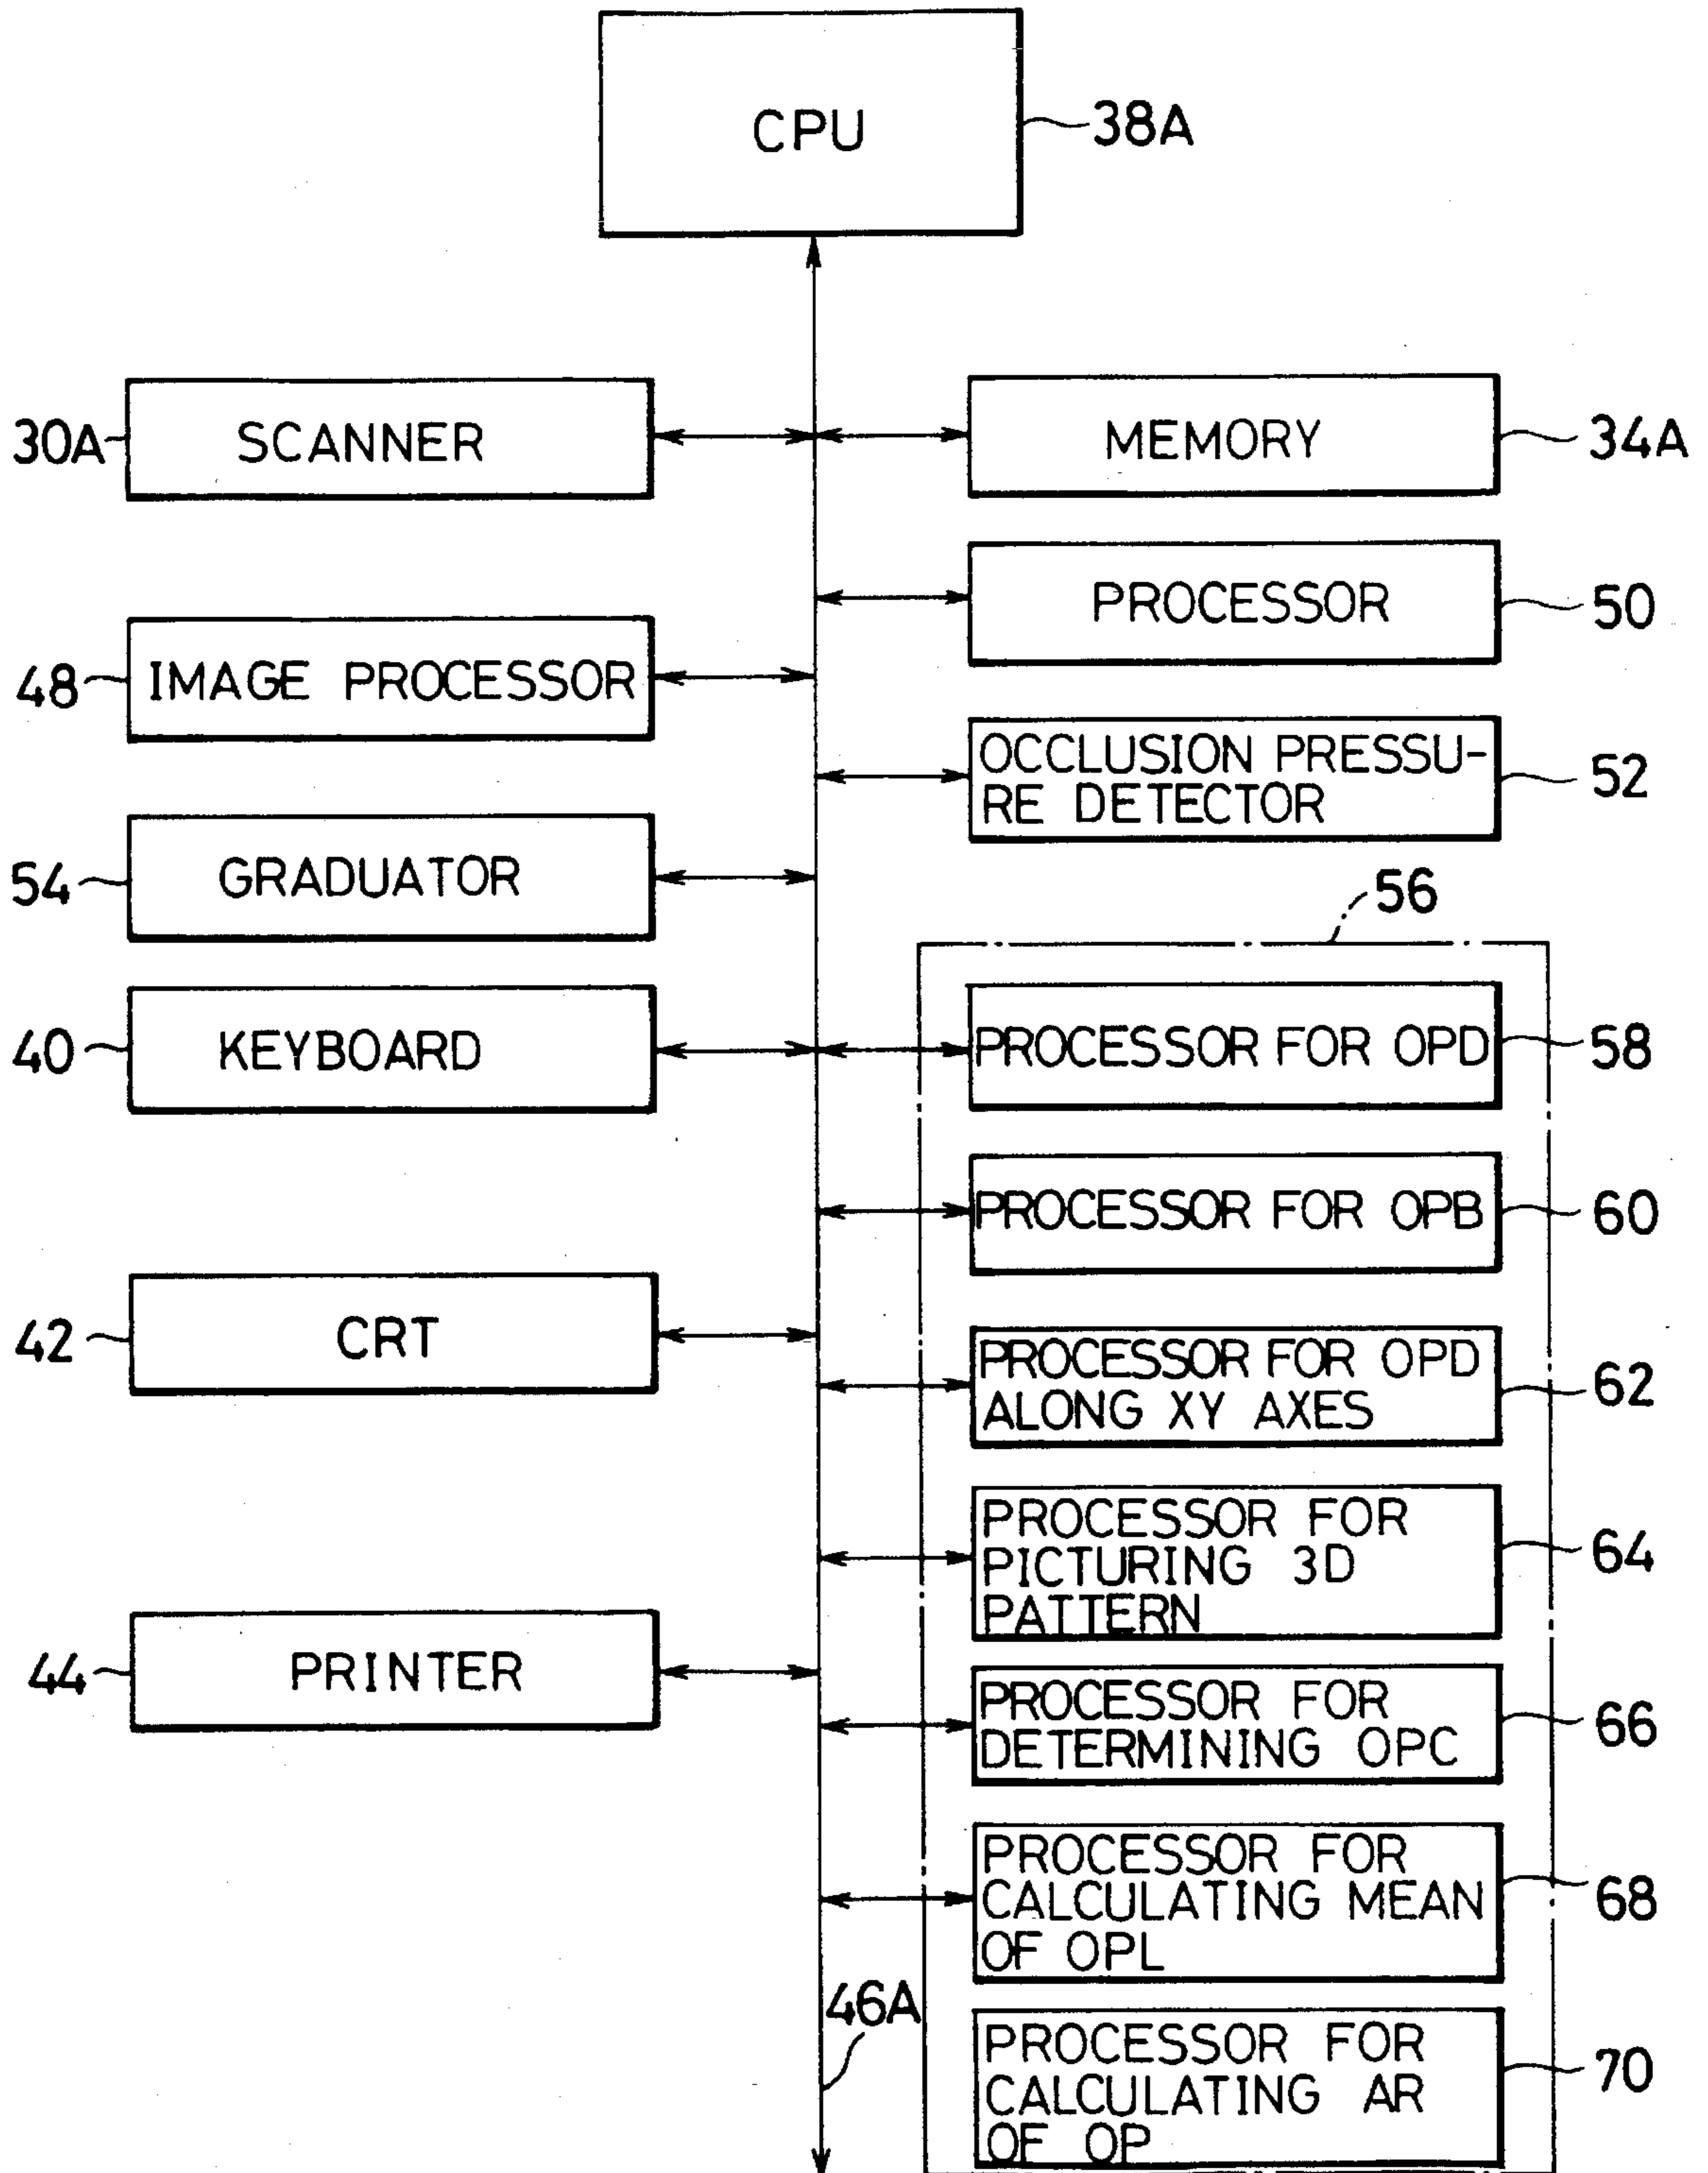 CPU
38A
30A
SCANNER
MEMORY
34A
PROCESSOR
50
48
IMAGE PROCESSOR
OCCLUSION PRESSU-
RE DETECTOR
52
54
GRADUATOR
56
40
KEYBOARD
PROCESSOR FOR OPD
58
PROCESSOR FOR OPB
60
42
CRT
PROCESSOR FOR OPD
ALONG XY AXES
62
PROCESSOR FOR
PICTURING 3D
PATTERN
64
44
PRINTER
PROCESSOR FOR
DETERMINING OPC
66
PROCESSOR FOR
CALCULATING MEAN
OF OPL
68
46A
PROCESSOR FOR
CALCULATING AR
OF OP
70